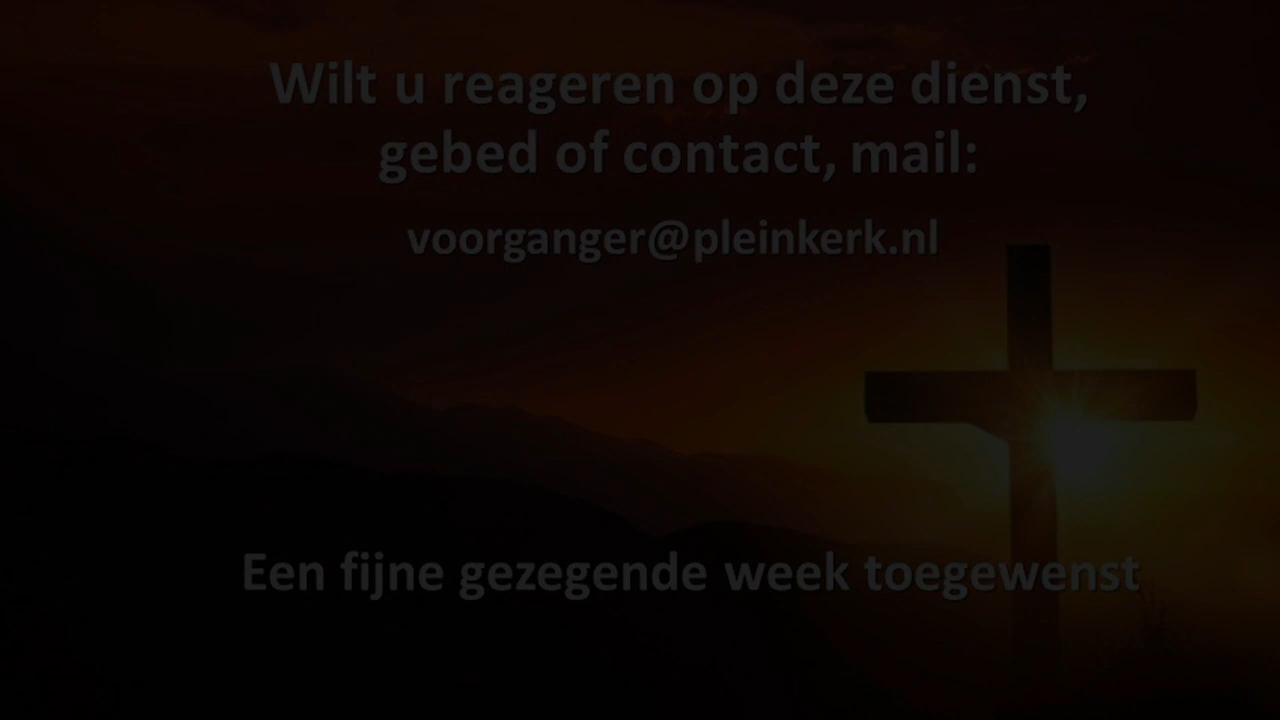 Wilt u reageren op deze dienst,
gebed of contact, mail:
voorganger@pleinkerk.nl
Een fijne gezegende week toegewenst